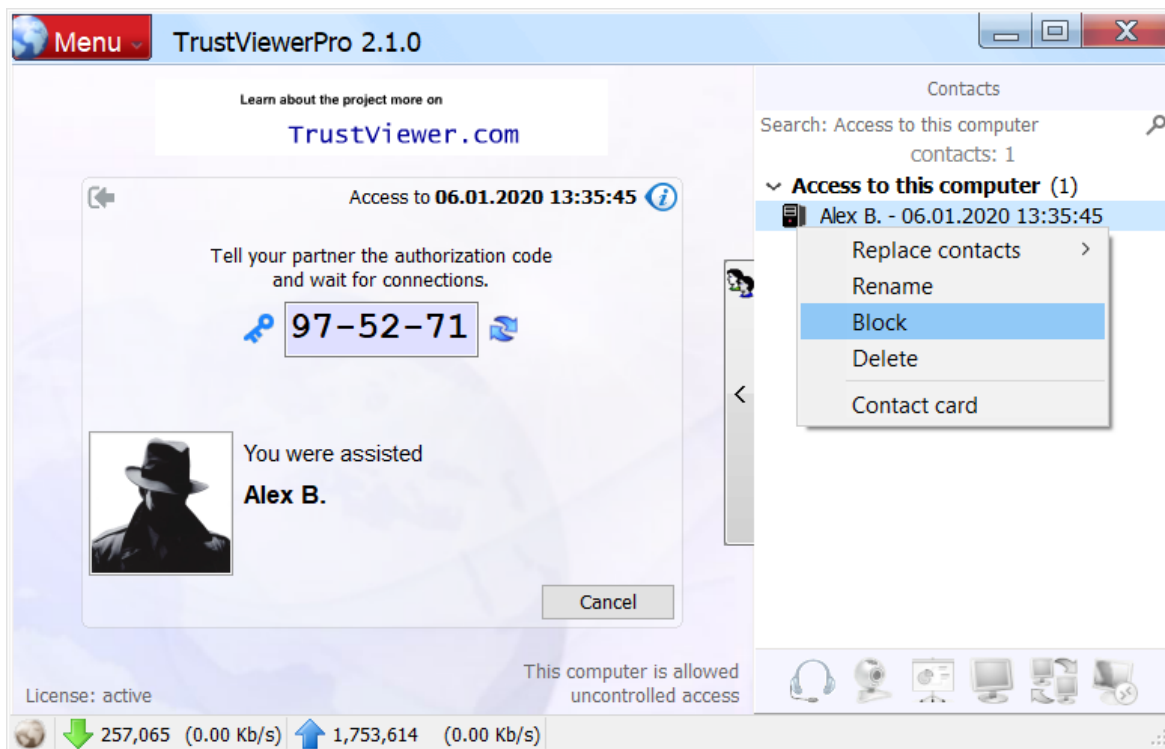 Menu
TrustViewerPro 2.1.0
X
Learn about the project more on
TrustViewer.com
Access to 06.01.2020 13:35:45
Tell your partner the authorization code
and wait for connections.
97-52-71
You were assisted
Alex B.
Cancel
This computer is allowed
uncontrolled access
License: active
257,065 (0.00 Kb/s) 1,753,614 (0.00 Kb/s)
Contacts
Search: Access to this computer
contacts: 1
Access to this computer (1)
Alex B. - 06.01.2020 13:35:45
Replace contacts
Rename
Block
Delete
Contact card